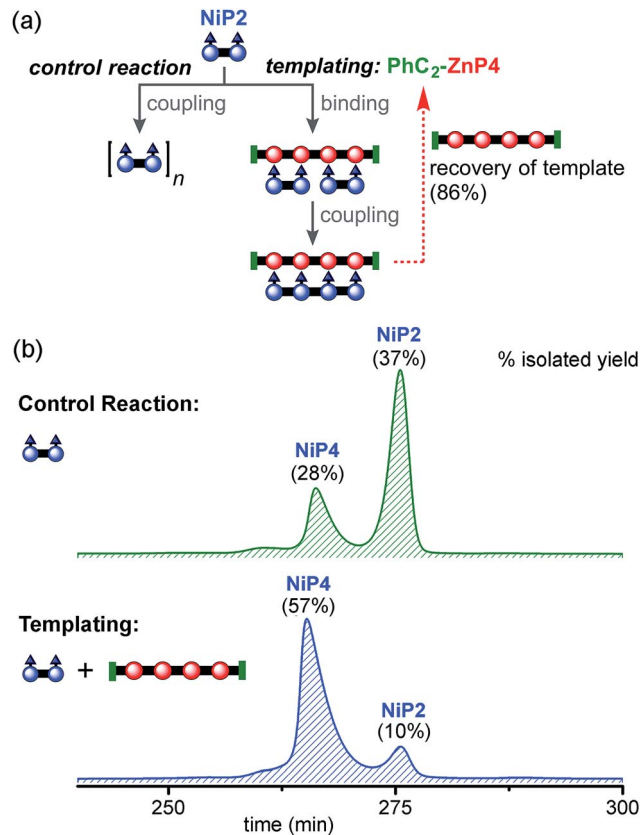 (a)
NiP2
control reaction
templating: PhC₂-ZnP4
coupling
binding
[ ]n
recovery of template
(86%)
coupling
(b)
NiP2
(37%)
% isolated yield
Control Reaction:
NiP4
(28%)
NiP4
(57%)
Templating:
+
NiP2
(10%)
250
275
300
time (min)